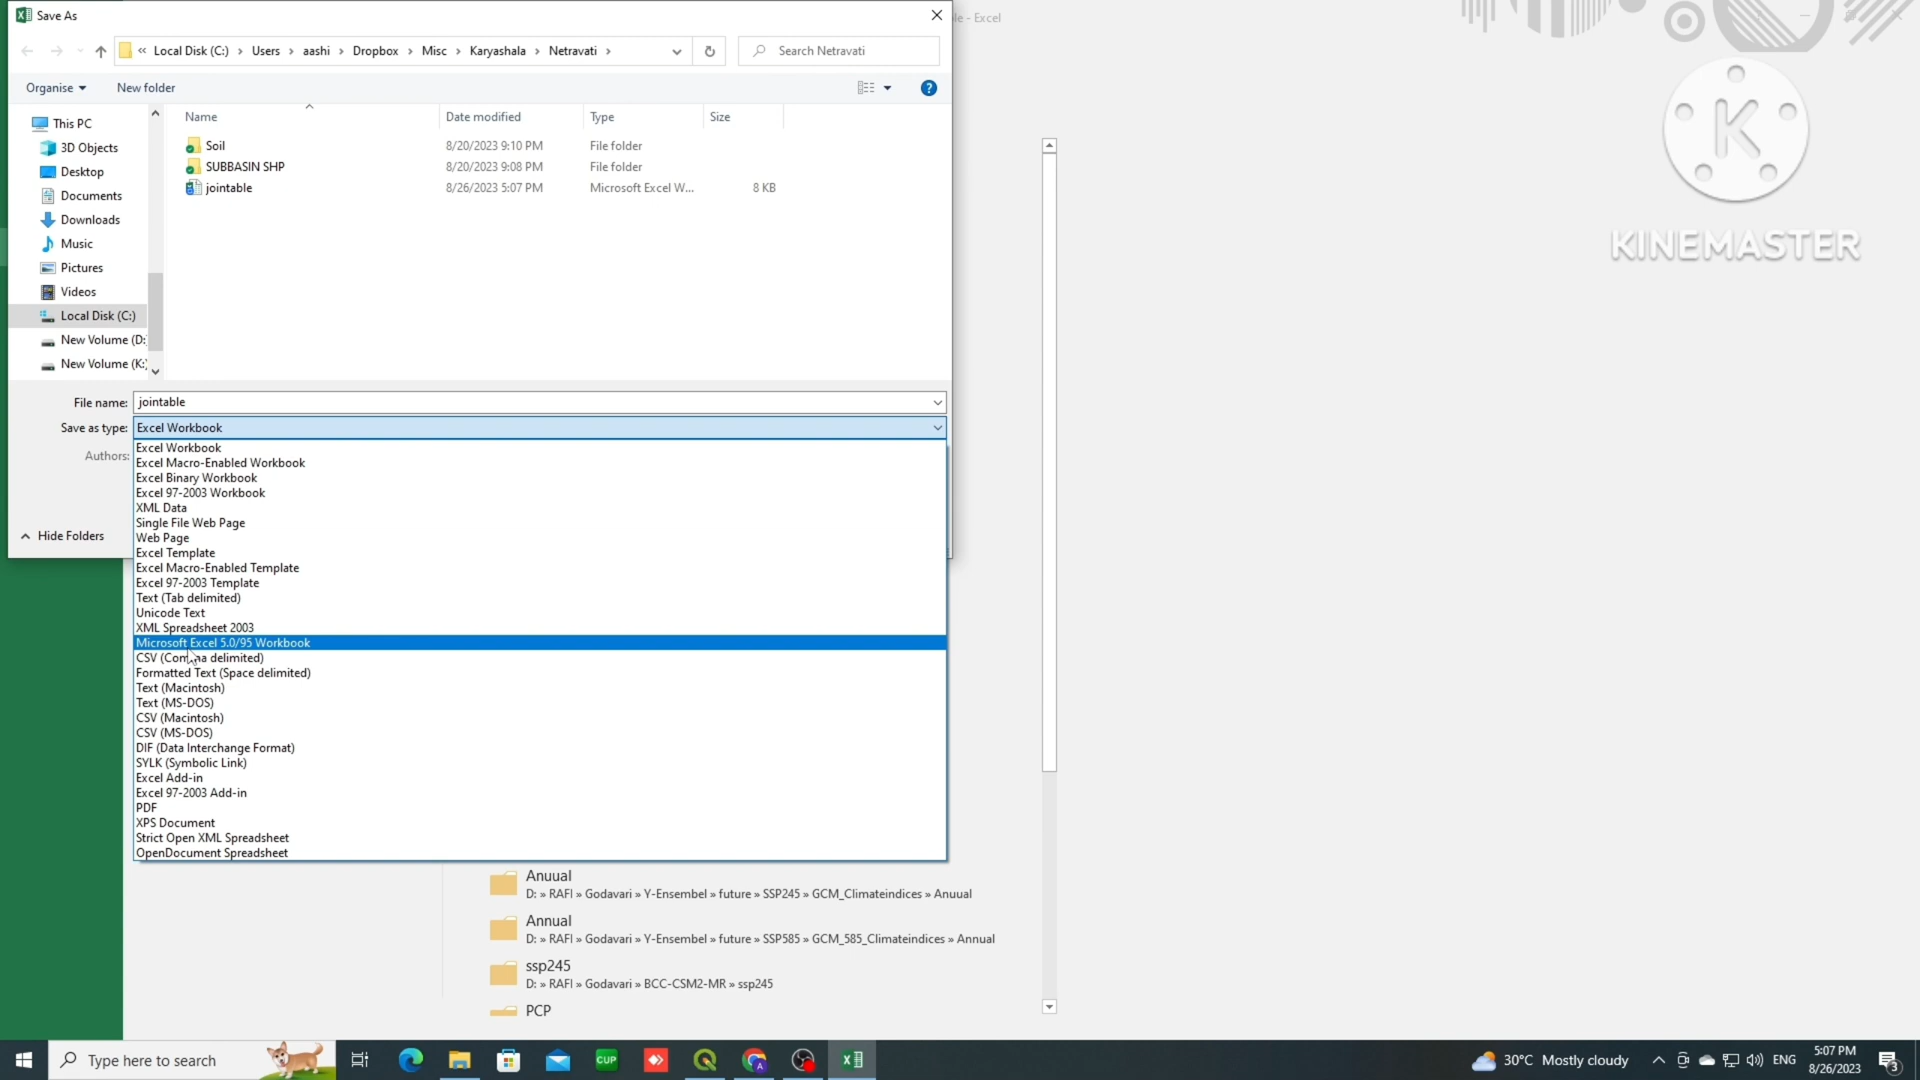 Save As
le - Excel
« Local Disk (C:) > Users > aashi > Dropbox > Misc > Karyashala > Netravati >
Search Netravati
Organise
New folder
Name
Date modified
Type
Size
This PC
3D Objects
Desktop
Documents
Downloads
Music
Pictures
Videos
Local Disk (C:)
New Volume (D:
New Volume (K:
Soil 8/20/2023 9:10 PM File folder
SUBBASIN SHP 8/20/2023 9:08 PM File folder
jointable 8/26/2023 5:07 PM Microsoft Excel W... 8 KB
K
KINEMASTER
File name: jointable
Save as type: Excel Workbook
Authors:
Hide Folders
Excel Workbook
Excel Macro-Enabled Workbook
Excel Binary Workbook
Excel 97-2003 Workbook
XML Data
Single File Web Page
Web Page
Excel Template
Excel Macro-Enabled Template
Excel 97-2003 Template
Text (Tab delimited)
Unicode Text
XML Spreadsheet 2003
Microsoft Excel 5.0/95 Workbook
CSV (Comma delimited)
Formatted Text (Space delimited)
Text (Macintosh)
Text (MS-DOS)
CSV (Macintosh)
CSV (MS-DOS)
DIF (Data Interchange Format)
SYLK (Symbolic Link)
Excel Add-in
Excel 97-2003 Add-in
PDF
XPS Document
Strict Open XML Spreadsheet
OpenDocument Spreadsheet
Anuual
D: » RAFI » Godavari » Y-Ensembel » future » SSP245 » GCM_Climateindices » Anuual
Annual
D: » RAFI » Godavari » Y-Ensembel » future » SSP585 » GCM_585_Climateindices » Annual
ssp245
D: » RAFI » Godavari » BCC-CSM2-MR » ssp245
PCP
Type here to search
CUP
A
30°C Mostly cloudy
ENG
5:07 PM
8/26/2023
3